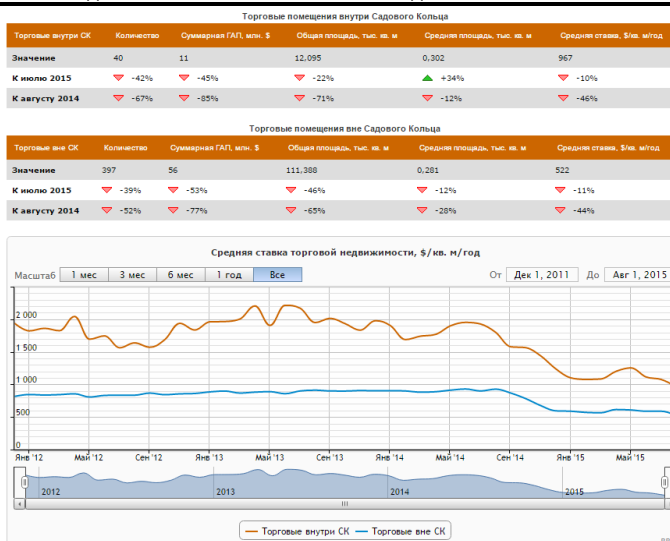 Торговые помещения внутри Садового Кольца
Торговые внутри СК Количество Суммарная ГАП, млн. $ Общая площадь, тыс. кв. м Средняя площадь, тыс. кв. м Средняя ставка, $/кв. м/год
Значение 40 11 12,095 0,302 967
К июлю 2015 -42% -45% -22% +34% -10%
К августу 2014 -67% -85% -71% -12% -46%
Торговые помещения вне Садового Кольца
Торговые вне СК Количество Суммарная ГАП, млн. $ Общая площадь, тыс. кв. м Средняя площадь, тыс. кв. м Средняя ставка, $/кв. м/год
Значение 397 56 111,388 0,281 522
К июлю 2015 -39% -53% -46% -12% -11%
К августу 2014 -52% -77% -65% -28% -44%
Средняя ставка торговой недвижимости, $/кв. м/год
Масштаб 1 мес 3 мес 6 мес 1 год Все От Дек 1, 2011 До Авг 1, 2015
2 000
1 500
1 000
500
0
Янв '12 Май '12 Сен '12 Янв '13 Май '13 Сен '13 Янв '14 Май '14 Сен '14 Янв '15 Май '15
2012 2013 2014 2015
Торговые внутри СК Торговые вне СК